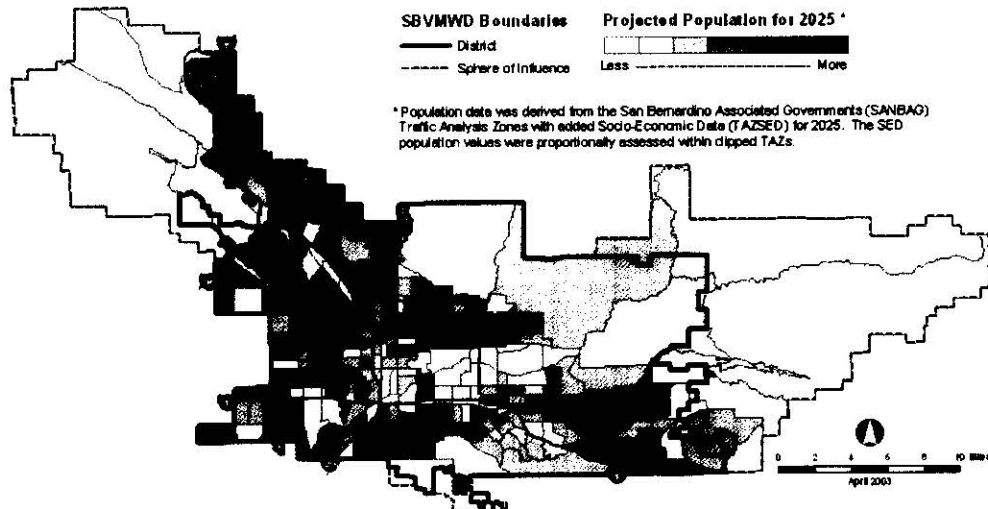 SBVMWD Boundaries
District
Sphere of Influence
Projected Population for 2025 *
Less More
* Population data was derived from the San Bernardino Associated Governments (SANBAG)
Traffic Analysis Zones with added Socio-Economic Data (TAZSED) for 2025. The SED
population values were proportionally assessed within clipped TAZs.
0 2 4 6 8 10 Miles
April 2003